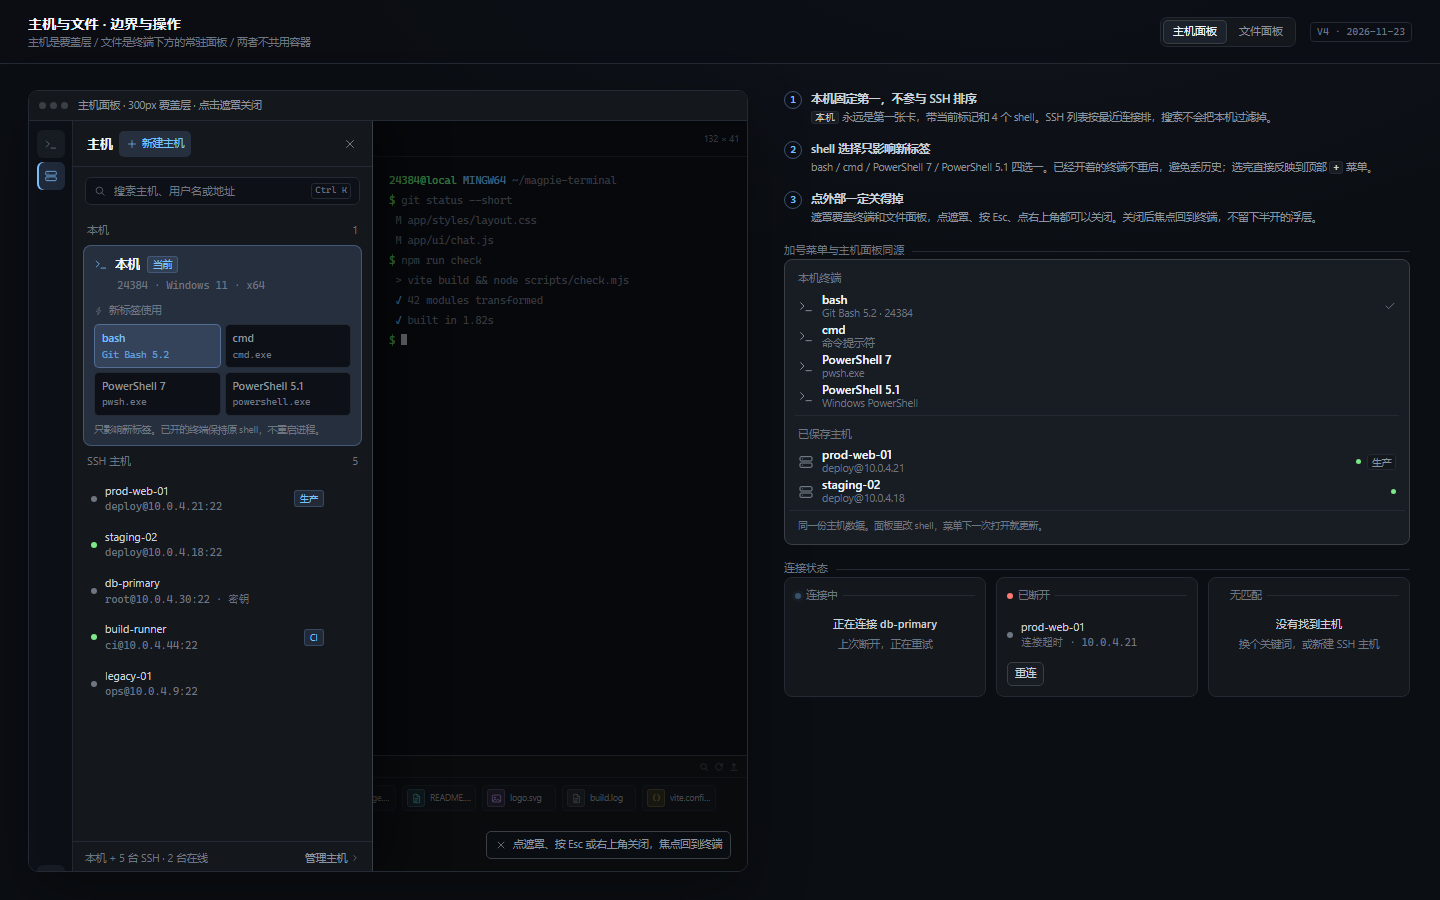 主机与文件 · 边界与操作
主机是覆盖层 / 文件是终端下方的常驻面板 / 两者不共用容器
主机面板
文件面板
V4 · 2026-11-23
主机面板 · 300px 覆盖层 · 点击遮罩关闭
主机
+ 新建主机
搜索主机、用户名或地址
Ctrl K
本机
1
本机
当前
24384 · Windows 11 · x64
新标签使用
bash
Git Bash 5.2
cmd
cmd.exe
PowerShell 7
pwsh.exe
PowerShell 5.1
powershell.exe
只影响新标签。已开的终端保持原 shell，不重启进程。
SSH 主机
5
prod-web-01
deploy@10.0.4.21:22
生产
staging-02
deploy@10.0.4.18:22
db-primary
root@10.0.4.30:22 · 密钥
build-runner
ci@10.0.4.44:22
CI
legacy-01
ops@10.0.4.9:22
本机 + 5 台 SSH · 2 台在线
管理主机
132 × 41
24384@local MINGW64 ~/magpie-terminal
$ git status --short
M app/styles/layout.css
M app/ui/chat.js
$ npm run check
> vite build && node scripts/check.mjs
✓ 42 modules transformed
✓ built in 1.82s
$
ge...
README...
logo.svg
build.log
vite.confi...
点遮罩、按 Esc 或右上角关闭，焦点回到终端
1 本机固定第一，不参与 SSH 排序
本机 永远是第一张卡，带当前标记和 4 个 shell。SSH 列表按最近连接排，搜索不会把本机过滤掉。
2 shell 选择只影响新标签
bash / cmd / PowerShell 7 / PowerShell 5.1 四选一。已经开着的终端不重启，避免丢历史；选完直接反映到顶部 + 菜单。
3 点外部一定关得掉
遮罩覆盖终端和文件面板，点遮罩、按 Esc、点右上角都可以关闭。关闭后焦点回到终端，不留下半开的浮层。
加号菜单与主机面板同源
本机终端
bash
Git Bash 5.2 · 24384
cmd
命令提示符
PowerShell 7
pwsh.exe
PowerShell 5.1
Windows PowerShell
已保存主机
prod-web-01
deploy@10.0.4.21
生产
staging-02
deploy@10.0.4.18
同一份主机数据。面板里改 shell，菜单下一次打开就更新。
连接状态
连接中
正在连接 db-primary
上次断开，正在重试
已断开
prod-web-01
连接超时 · 10.0.4.21
重连
无匹配
没有找到主机
换个关键词，或新建 SSH 主机